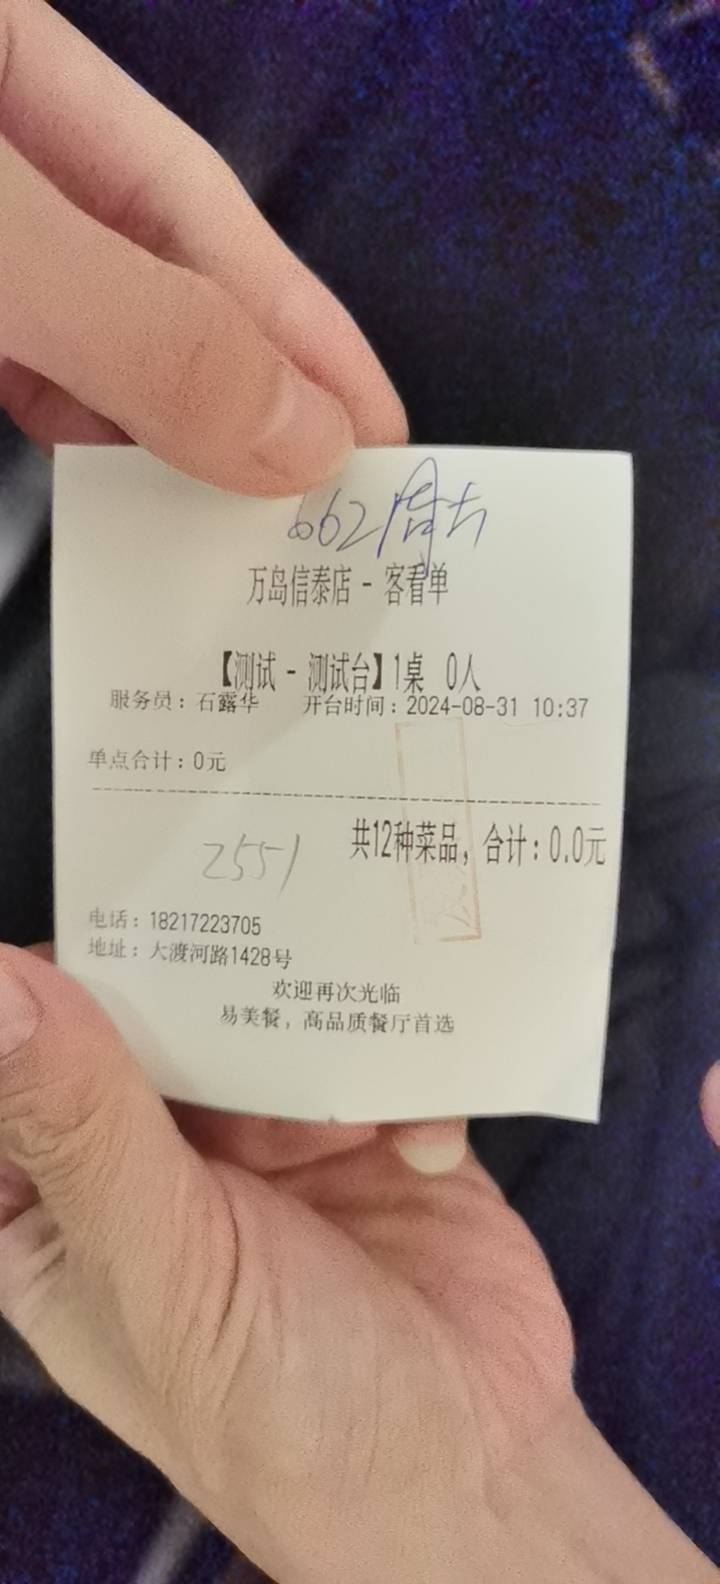 662
万岛信泰店 - 客看单
【测试 - 测试台】1桌 0人
服务员：石露华 开台时间：2024-08-31 10:37
单点合计：0元
共12种菜品，合计：0.0元
2551
电话：18217223705
地址：大渡河路1428号
欢迎再次光临
易美餐，高品质餐厅首选